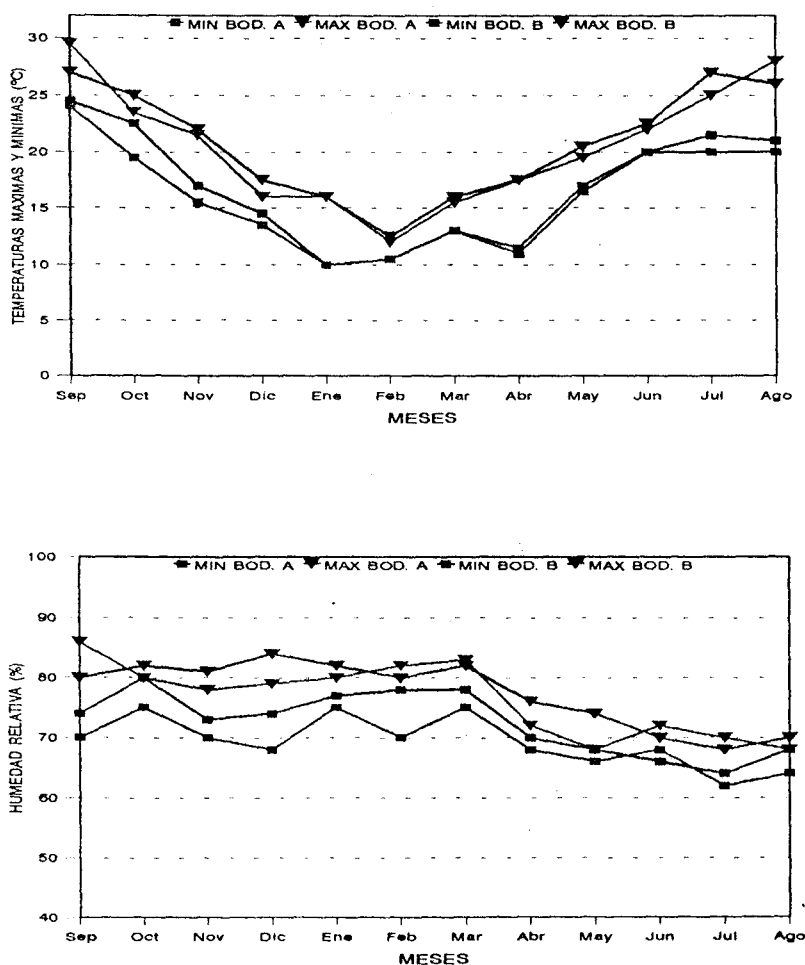 MIN BOD. A MAX BOD. A MIN BOD. B MAX BOD. B
TEMPERATURAS MAXIMAS Y MINIMAS (ºC)
30
25
20
15
10
5
0
Sep Oct Nov Dic Ene Feb Mar Abr May Jun Jul Ago
MESES
MIN BOD. A MAX BOD. A MIN BOD. B MAX BOD. B
HUMEDAD RELATIVA (%)
100
90
80
70
60
50
40
Sep Oct Nov Dic Ene Feb Mar Abr May Jun Jul Ago
MESES